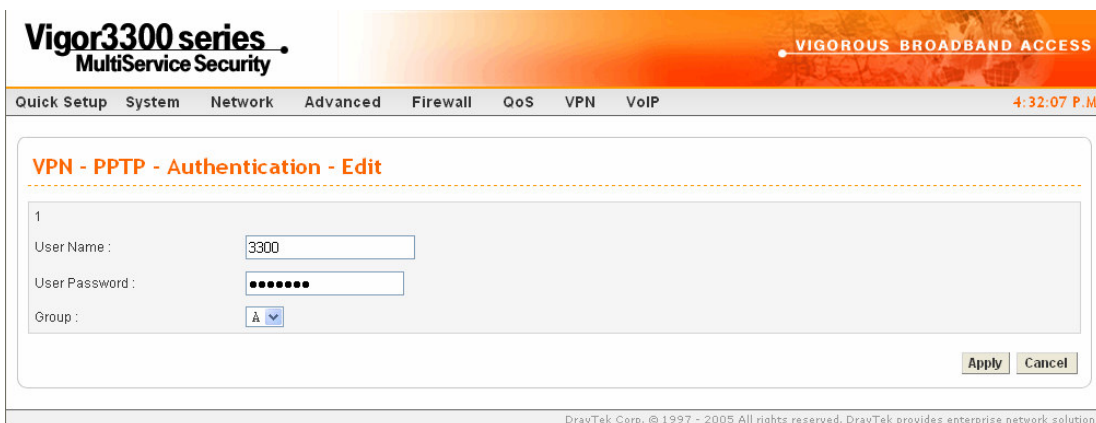 Vigor3300 series
MultiService Security
VIGOROUS BROADBAND ACCESS
Quick Setup System Network Advanced Firewall QoS VPN VoIP 4:32:07 P.M
VPN - PPTP - Authentication - Edit
1
User Name : 3300
User Password : •••••••
Group : A
Apply Cancel
DrayTek Corp. © 1997 - 2005 All rights reserved. DrayTek provides enterprise network solution